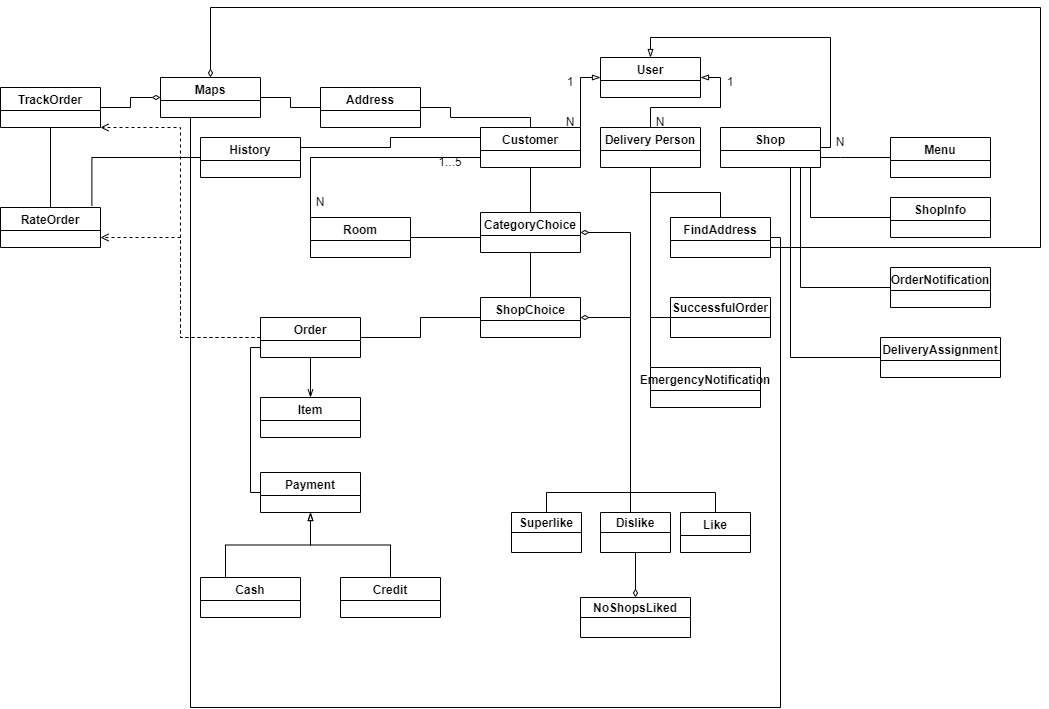 User
1
1
TrackOrder
Maps
Address
N
N
Customer
Delivery Person
Shop
N
History
Menu
1...5
N
RateOrder
Room
CategoryChoice
FindAddress
ShopInfo
OrderNotification
ShopChoice
SuccessfulOrder
Order
DeliveryAssignment
EmergencyNotification
Item
Payment
Superlike
Dislike
Like
Cash
Credit
NoShopsLiked